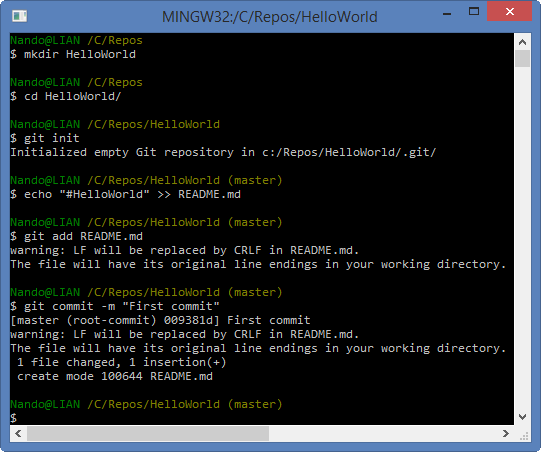 MINGW32:/C/Repos/HelloWorld
Nando@LIAN /C/Repos
$ mkdir HelloWorld
Nando@LIAN /C/Repos
$ cd HelloWorld/
Nando@LIAN /C/Repos/HelloWorld
$ git init
Initialized empty Git repository in c:/Repos/HelloWorld/.git/
Nando@LIAN /C/Repos/HelloWorld (master)
$ echo "#HelloWorld" >> README.md
Nando@LIAN /C/Repos/HelloWorld (master)
$ git add README.md
warning: LF will be replaced by CRLF in README.md.
The file will have its original line endings in your working directory.
Nando@LIAN /C/Repos/HelloWorld (master)
$ git commit -m "First commit"
[master (root-commit) 009381d] First commit
warning: LF will be replaced by CRLF in README.md.
The file will have its original line endings in your working directory.
 1 file changed, 1 insertion(+)
 create mode 100644 README.md
Nando@LIAN /C/Repos/HelloWorld (master)
$